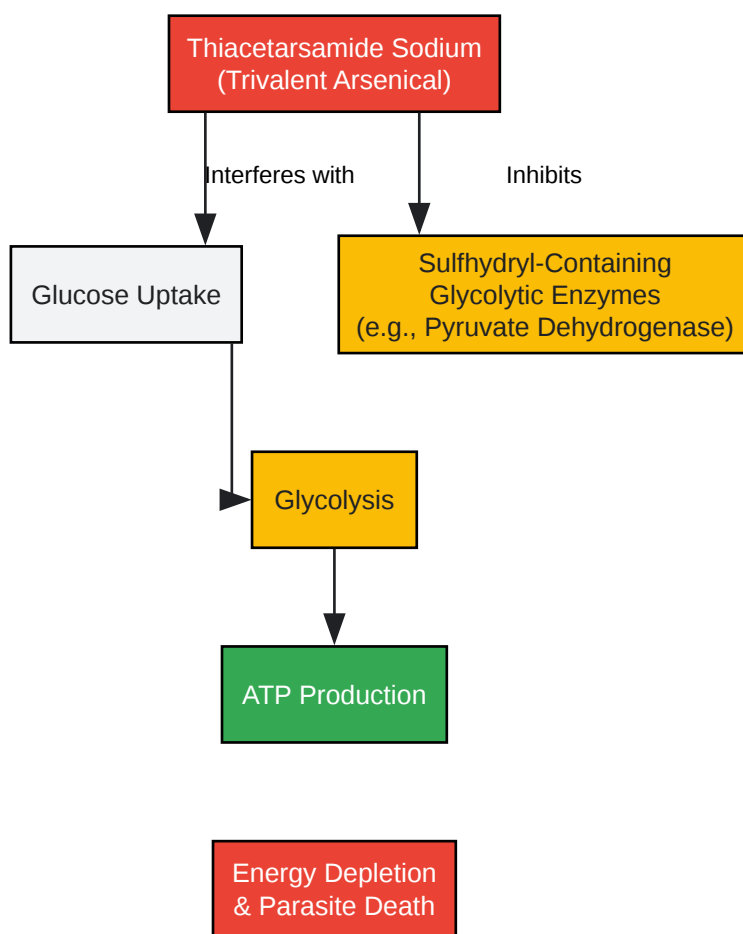 Thiacetarsamide Sodium
(Trivalent Arsenical)
Interferes with
Inhibits
Glucose Uptake
Sulfhydryl-Containing
Glycolytic Enzymes
(e.g., Pyruvate Dehydrogenase)
Glycolysis
ATP Production
Energy Depletion
& Parasite Death